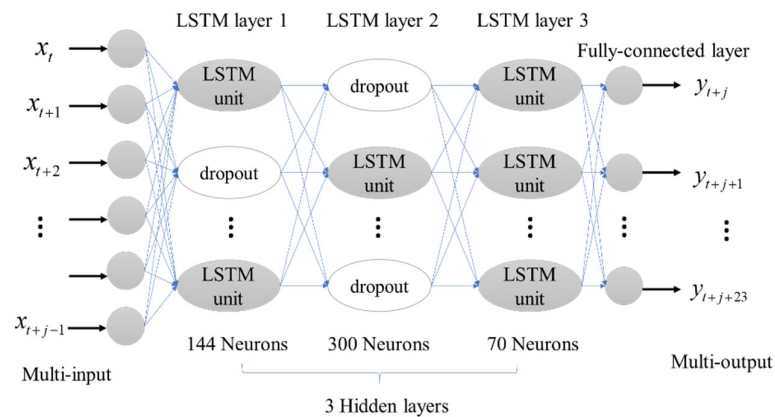 LSTM layer 1 LSTM layer 2 LSTM layer 3
Fully-connected layer
x_t
x_{t+1}
x_{t+2}
x_{t+j-1}
Multi-input
LSTM
unit
dropout
LSTM
unit
144 Neurons
dropout
LSTM
unit
dropout
300 Neurons
LSTM
unit
LSTM
unit
LSTM
unit
70 Neurons
y_{t+j}
y_{t+j+1}
y_{t+j+23}
Multi-output
3 Hidden layers